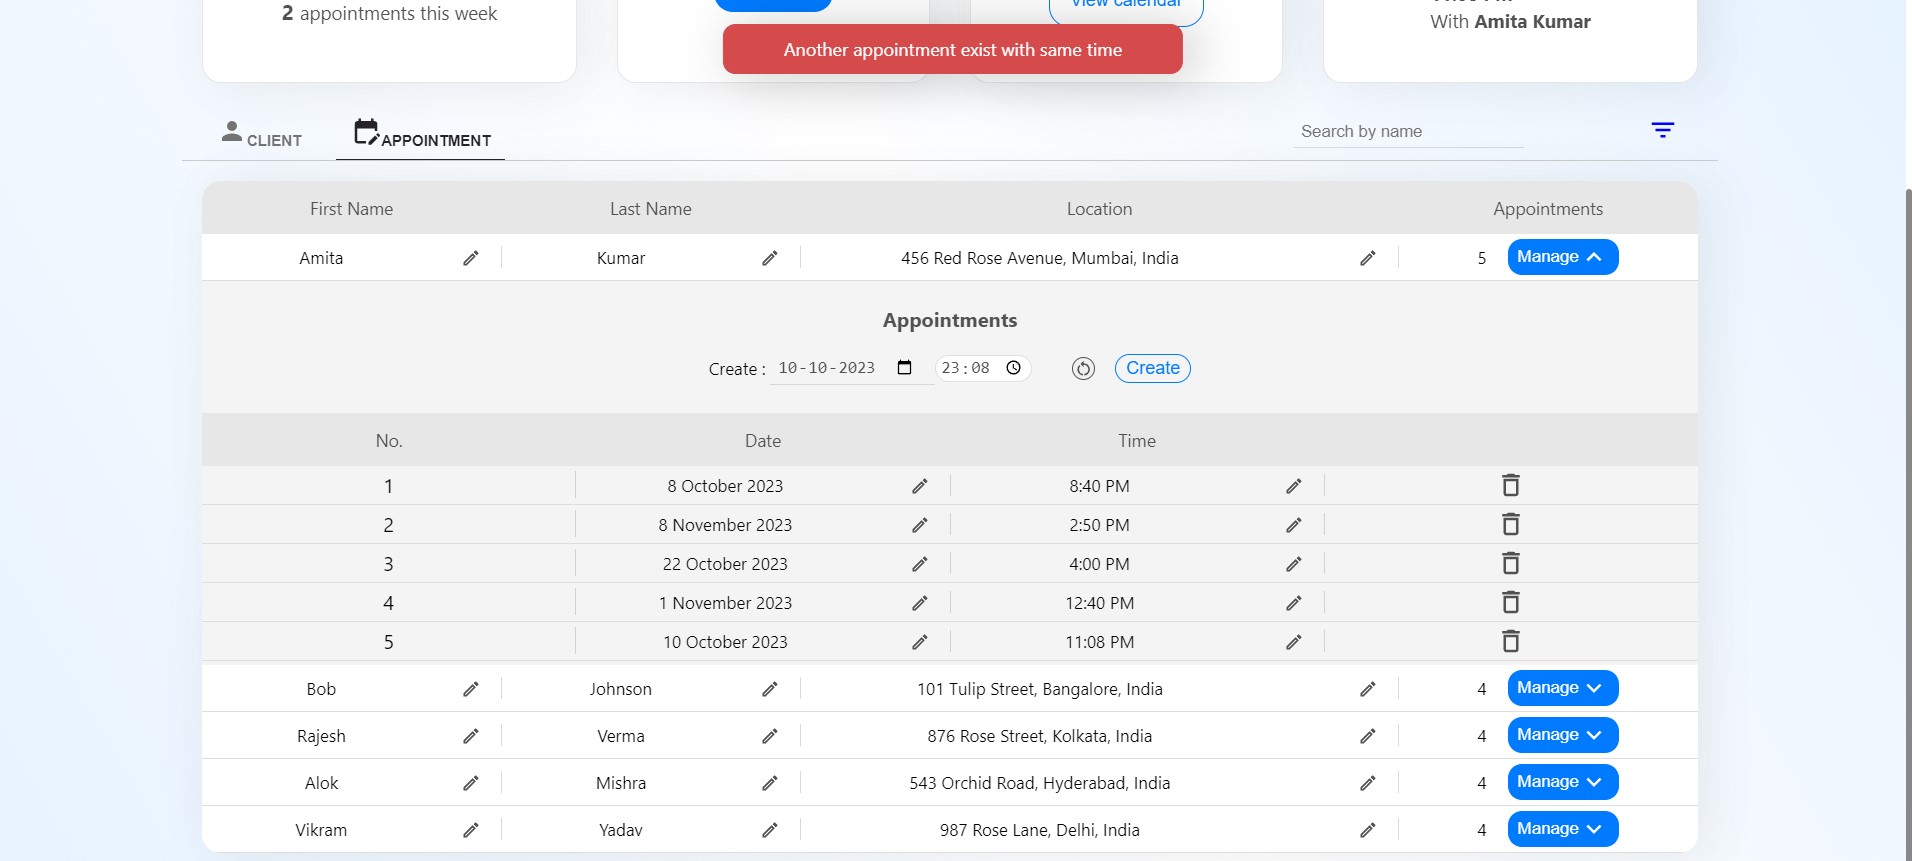 2 appointments this week
View calendar
With Amita Kumar
Another appointment exist with same time
CLIENT
APPOINTMENT
Search by name
First Name Last Name Location Appointments
Amita Kumar 456 Red Rose Avenue, Mumbai, India 5 Manage
Appointments
Create : 10-10-2023 23:08 Create
No. Date Time
1 8 October 2023 8:40 PM
2 8 November 2023 2:50 PM
3 22 October 2023 4:00 PM
4 1 November 2023 12:40 PM
5 10 October 2023 11:08 PM
Bob Johnson 101 Tulip Street, Bangalore, India 4 Manage
Rajesh Verma 876 Rose Street, Kolkata, India 4 Manage
Alok Mishra 543 Orchid Road, Hyderabad, India 4 Manage
Vikram Yadav 987 Rose Lane, Delhi, India 4 Manage